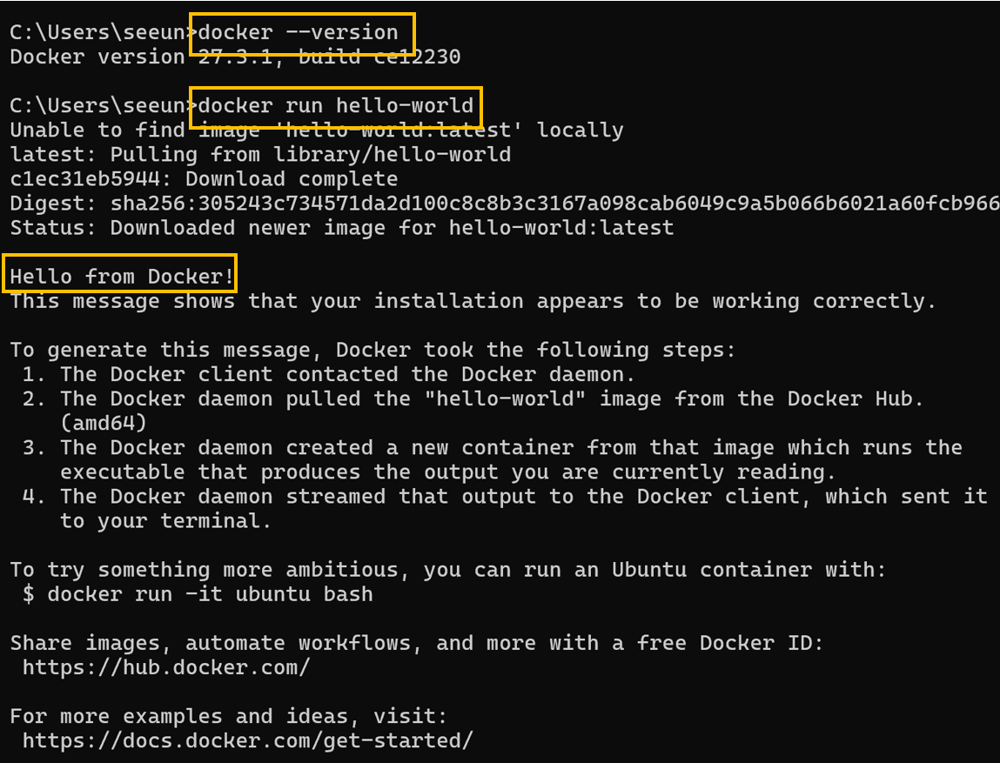 C:\Users\seeun>docker --version
Docker version 27.3.1, build ce12230
C:\Users\seeun>docker run hello-world
Unable to find image 'hello-world:latest' locally
latest: Pulling from library/hello-world
c1ec31eb5944: Download complete
Digest: sha256:305243c734571da2d100c8c8b3c3167a098cab6049c9a5b066b6021a60fcb966
Status: Downloaded newer image for hello-world:latest
Hello from Docker!
This message shows that your installation appears to be working correctly.
To generate this message, Docker took the following steps:
1. The Docker client contacted the Docker daemon.
2. The Docker daemon pulled the "hello-world" image from the Docker Hub.
(amd64)
3. The Docker daemon created a new container from that image which runs the
executable that produces the output you are currently reading.
4. The Docker daemon streamed that output to the Docker client, which sent it
to your terminal.
To try something more ambitious, you can run an Ubuntu container with:
$ docker run -it ubuntu bash
Share images, automate workflows, and more with a free Docker ID:
https://hub.docker.com/
For more examples and ideas, visit:
https://docs.docker.com/get-started/